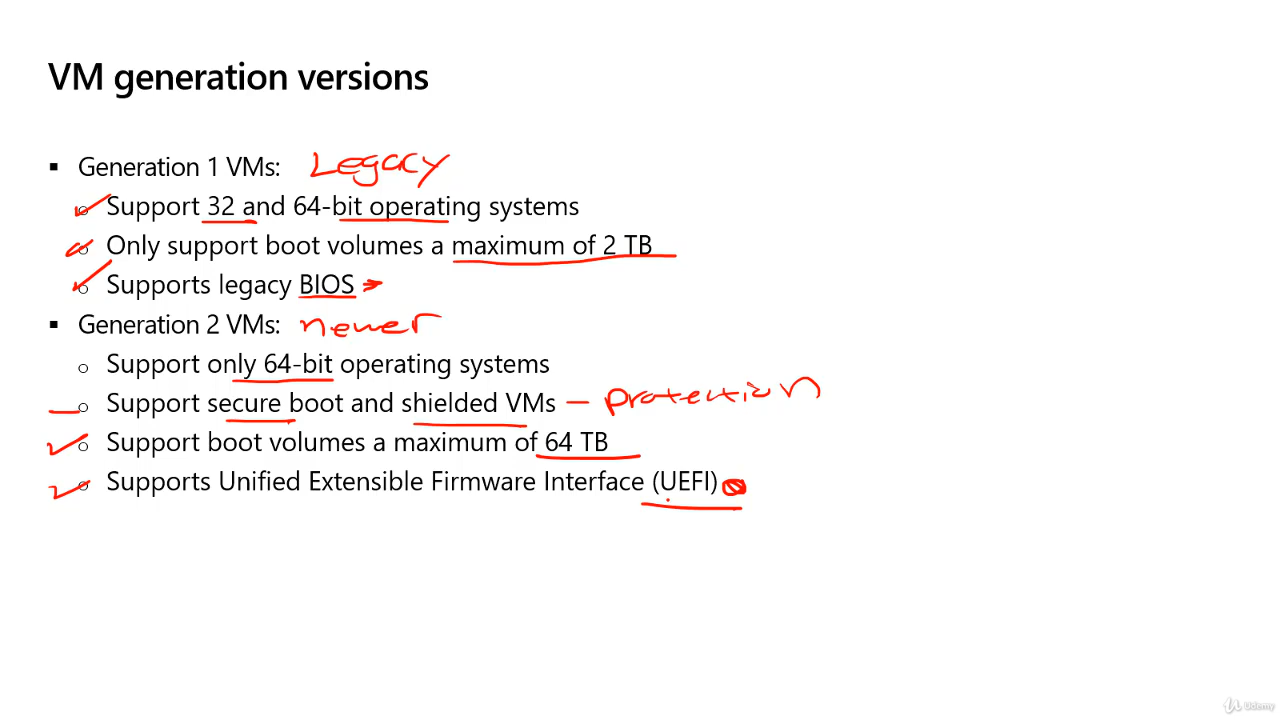 VM generation versions
▪ Generation 1 VMs: Legacy
o Support 32 and 64-bit operating systems
o Only support boot volumes a maximum of 2 TB
o Supports legacy BIOS
▪ Generation 2 VMs: newer
o Support only 64-bit operating systems
o Support secure boot and shielded VMs – protection
o Support boot volumes a maximum of 64 TB
o Supports Unified Extensible Firmware Interface (UEFI)
Udemy